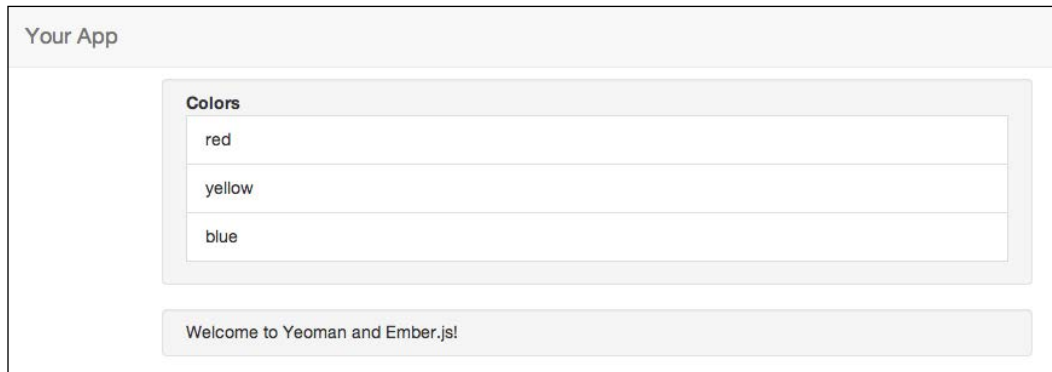 Your App
Colors
red
yellow
blue
Welcome to Yeoman and Ember.js!